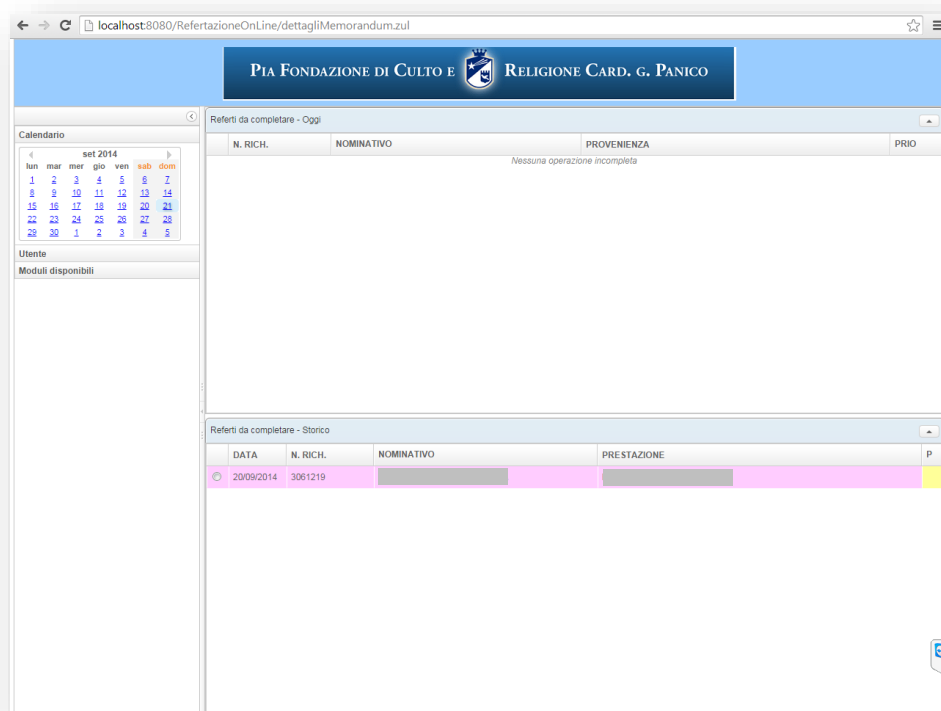 localhost:8080/RefertazioneOnLine/dettagliMemorandum.zul
PIA FONDAZIONE DI CULTO E RELIGIONE CARD. G. PANICO
Calendario
set 2014
lun mar mer gio ven sab dom
1 2 3 4 5 6 7
8 9 10 11 12 13 14
15 16 17 18 19 20 21
22 23 24 25 26 27 28
29 30 1 2 3 4 5
Utente
Moduli disponibili
Referti da completare - Oggi
N. RICH. NOMINATIVO PROVENIENZA PRIO
Nessuna operazione incompleta
Referti da completare - Storico
DATA N. RICH. NOMINATIVO PRESTAZIONE P
20/09/2014 3061219